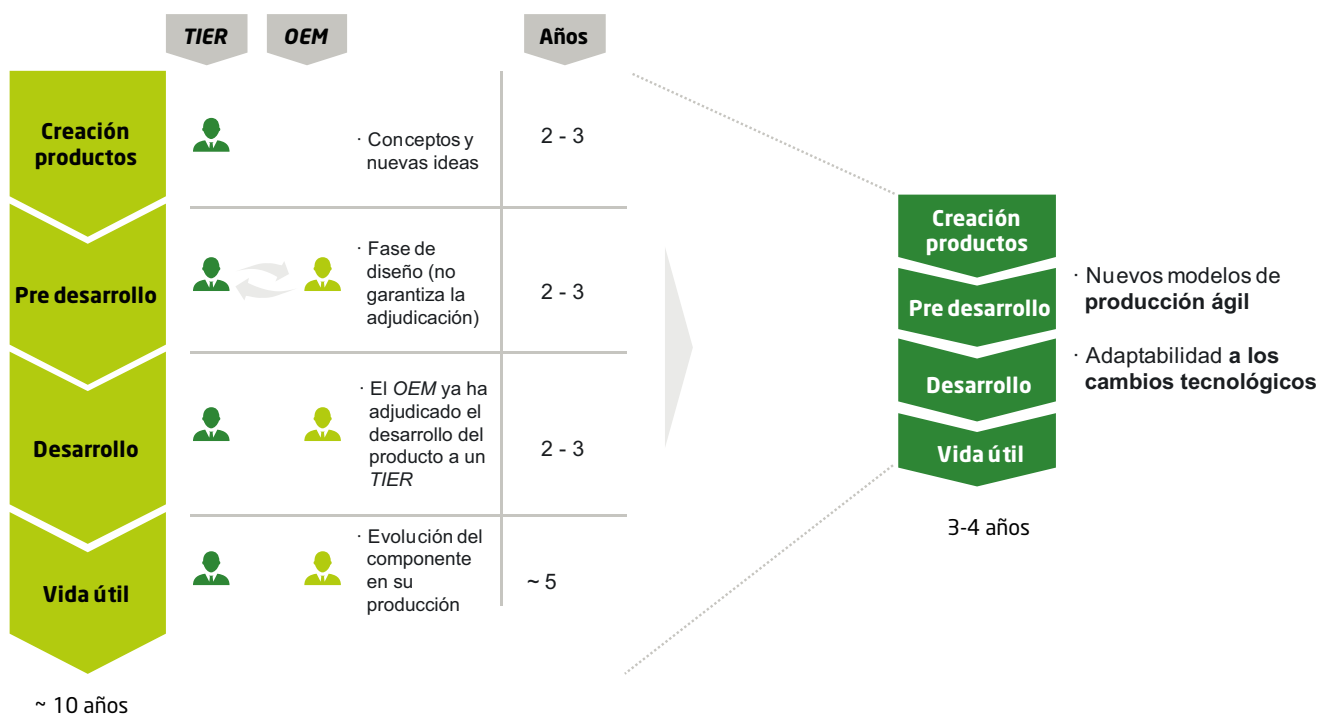 TIER
OEM
Años
Creación
productos
· Conceptos y
nuevas ideas
2 - 3
Pre desarrollo
· Fase de
diseño (no
garantiza la
adjudicación)
2 - 3
Desarrollo
· El OEM ya ha
adjudicado el
desarrollo del
producto a un
TIER
2 - 3
Vida útil
· Evolución del
componente
en su
producción
~ 5
~ 10 años
Creación
productos
Pre desarrollo
Desarrollo
Vida útil
3-4 años
· Nuevos modelos de
producción ágil
· Adaptabilidad a los
cambios tecnológicos